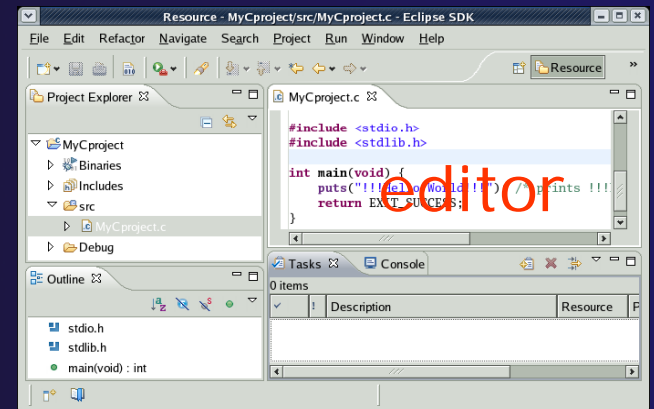 Resource - MyCproject/src/MyCproject.c - Eclipse SDK
File Edit Refactor Navigate Search Project Run Window Help
Resource »
Project Explorer
MyCproject
Binaries
Includes
src
MyCproject.c
Debug
MyCproject.c
#include <stdio.h>
#include <stdlib.h>
int main(void) {
puts("!!!Hello World!!!") /* prints !!!
return EXIT_SUCCESS;
}
editor
Outline
stdio.h
stdlib.h
main(void) : int
Tasks Console
0 items
! Description Resource P